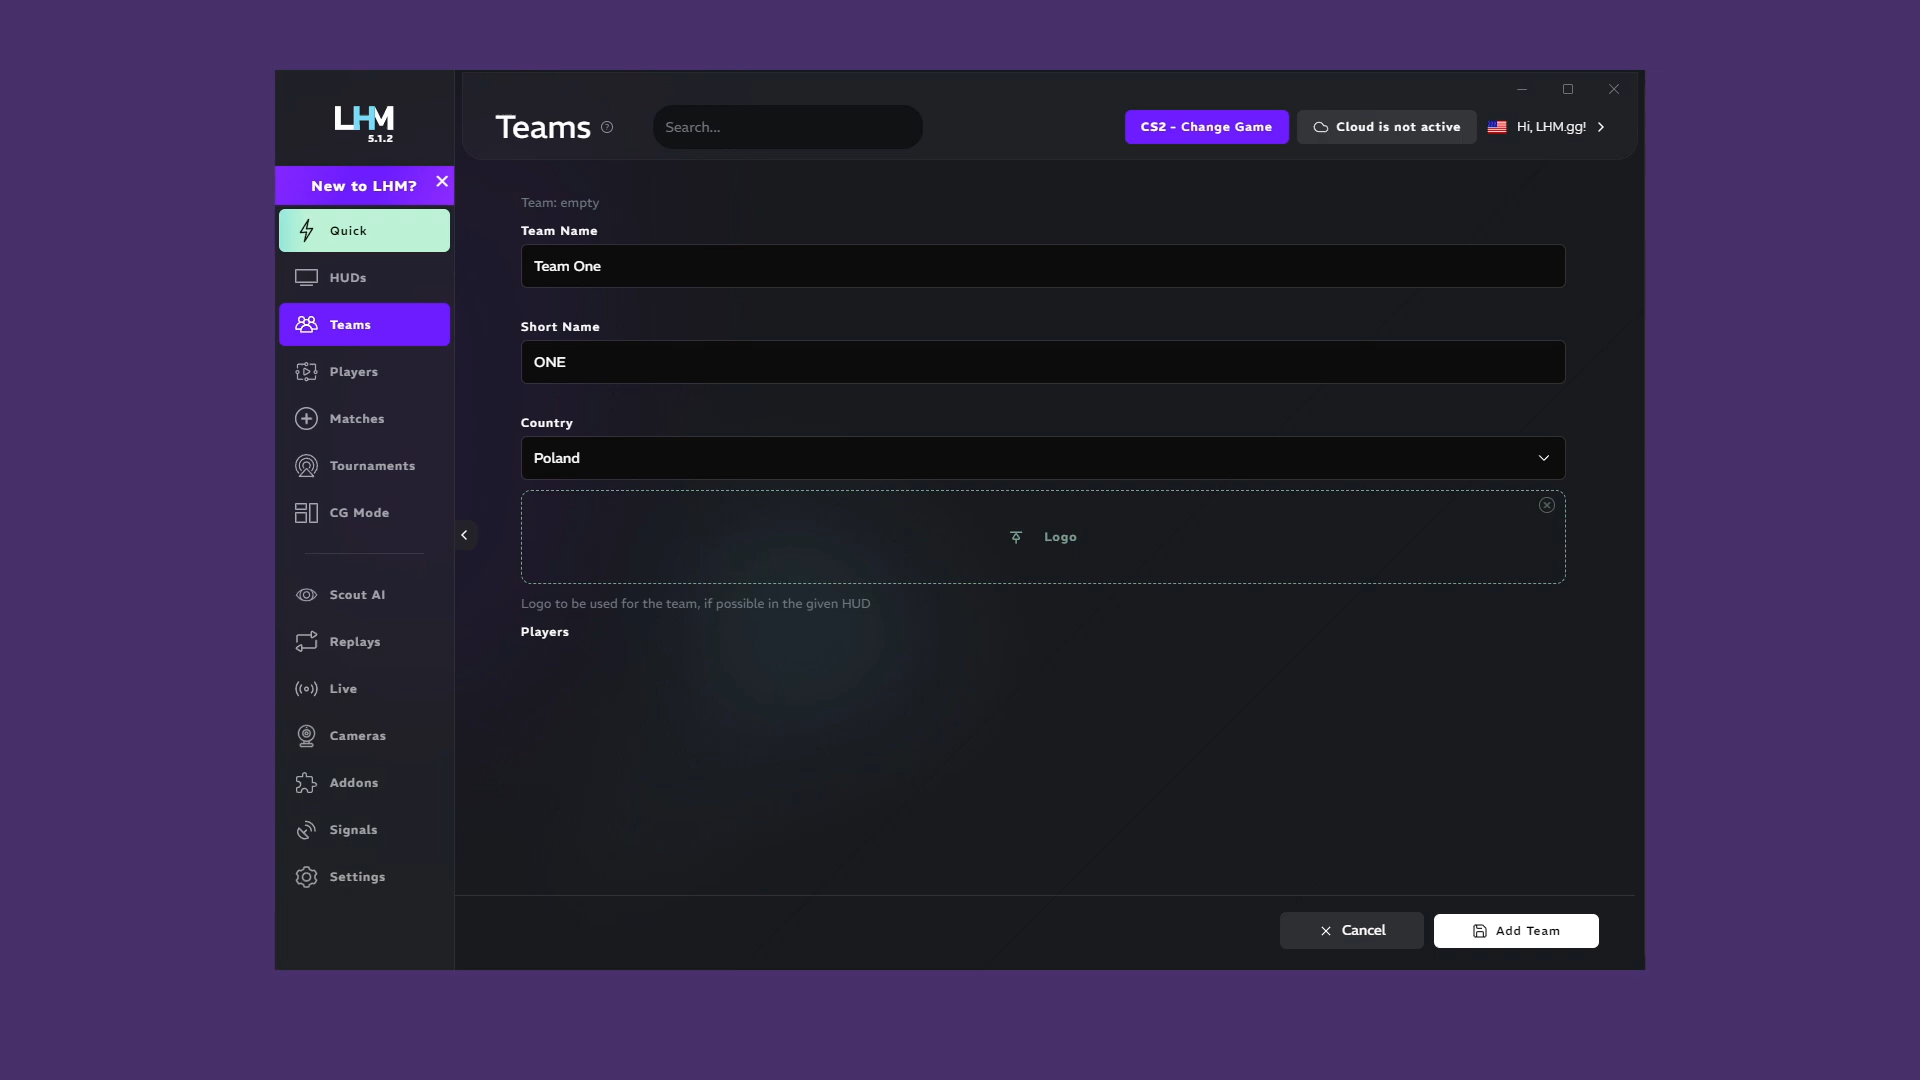 LHM
5.1.2
New to LHM?
Quick
HUDs
Teams
Players
Matches
Tournaments
CG Mode
Scout AI
Replays
Live
Cameras
Addons
Signals
Settings
Teams
Search...
CS2 - Change Game
Cloud is not active
Hi, LHM.gg!
Team: empty
Team Name
Team One
Short Name
ONE
Country
Poland
Logo
Logo to be used for the team, if possible in the given HUD
Players
Cancel
Add Team